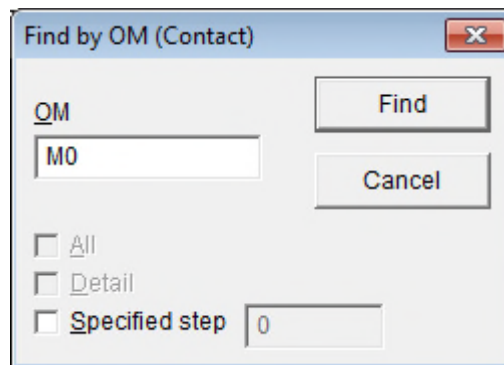 Find by OM (Contact)
OM
M0
Find
Cancel
All
Detail
Specified step 0